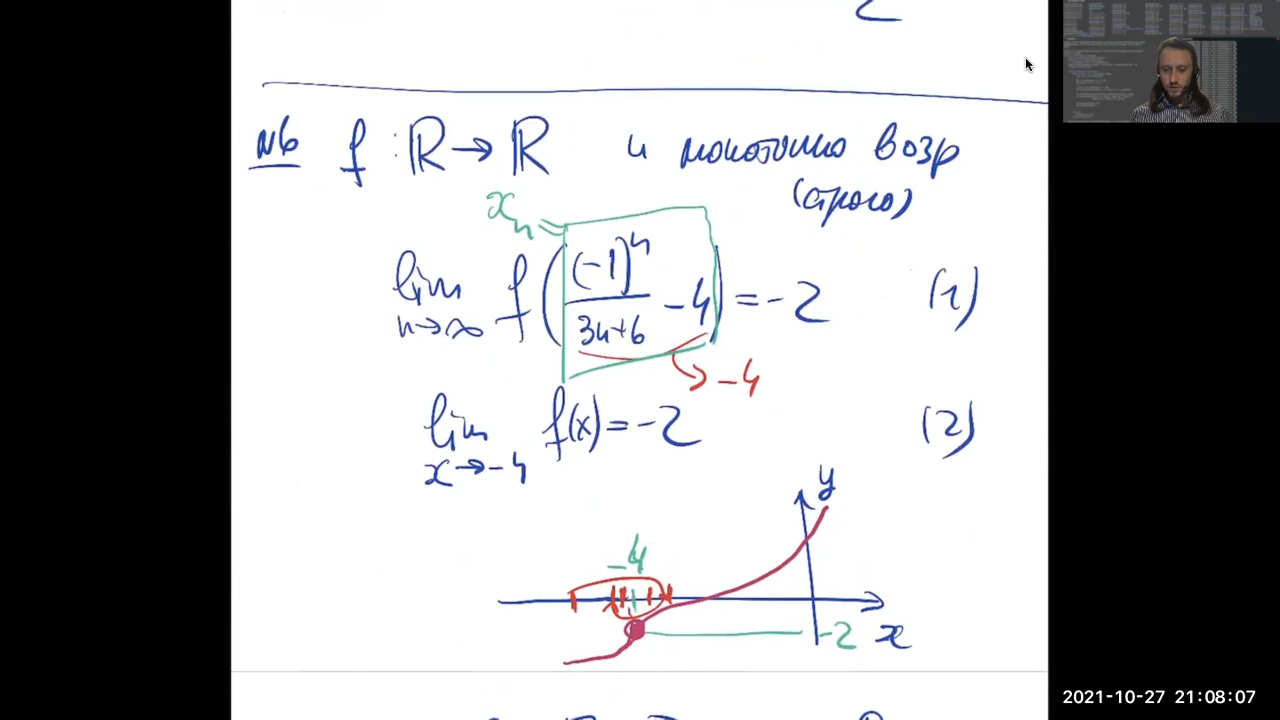 2
№6 f : ℝ → ℝ и монотонно возр
(строго)
x_n =
lim n→∞ f( (-1)^n / (3n+6) - 4 ) = -2 (1)
→ -4
lim x→-4 f(x) = -2 (2)
y
-4
-2 x
2021-10-27 21:08:07